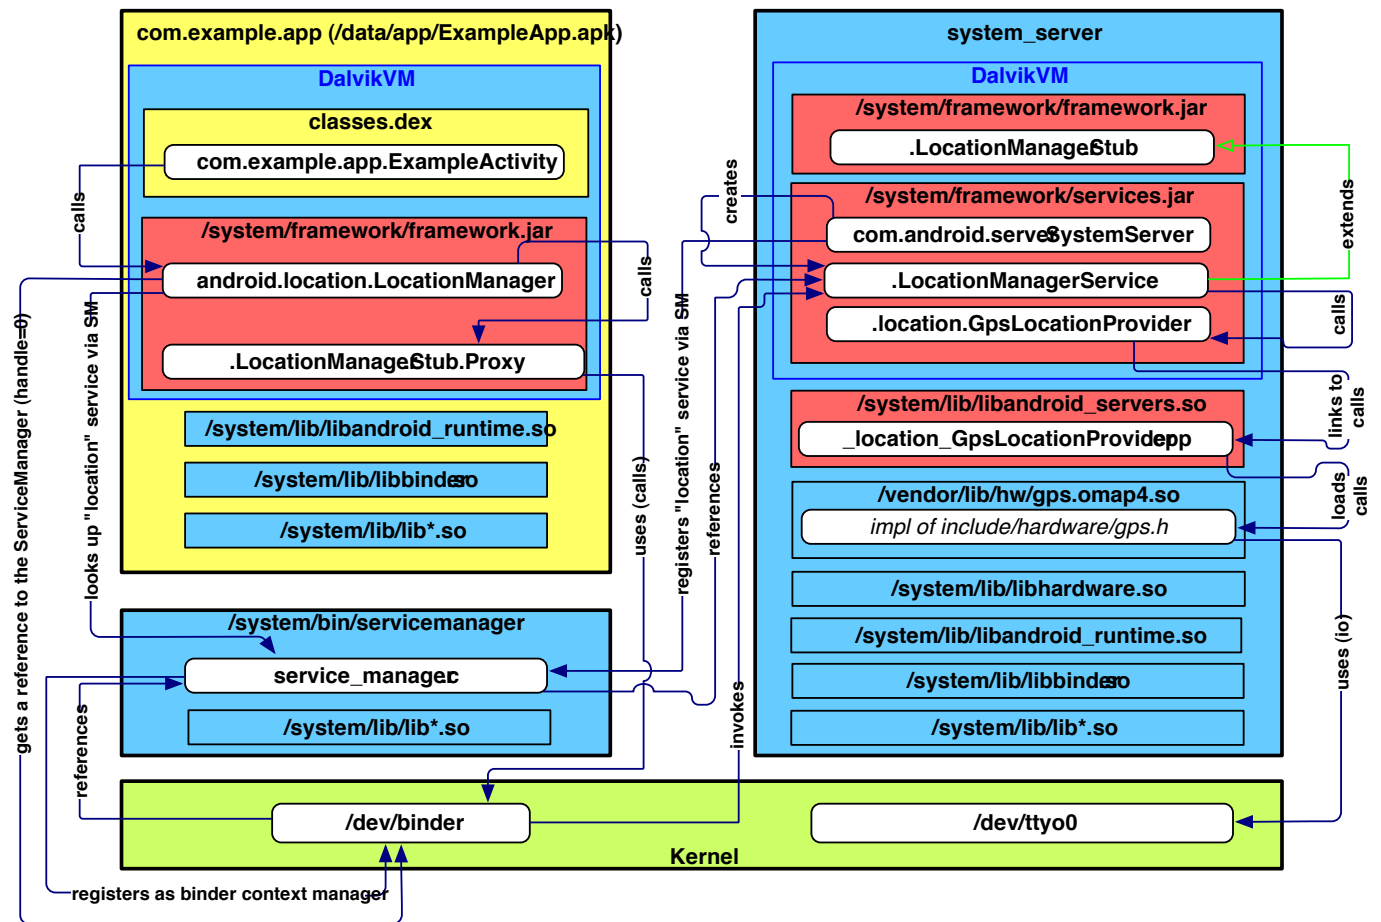 com.example.app (/data/app/ExampleApp.apk)
DalvikVM
classes.dex
com.example.app.ExampleActivity
calls
/system/framework/framework.jar
android.location.LocationManager
calls
.LocationManager.Stub.Proxy
/system/lib/libandroid_runtime.so
/system/lib/libbinder.so
/system/lib/lib*.so
gets a reference to the ServiceManager (handle=0)
looks up "location" service via SM
uses (calls)
registers "location" service via SM
references
creates
invokes
/system/bin/servicemanager
service_manager.c
/system/lib/lib*.so
references
system_server
DalvikVM
/system/framework/framework.jar
.LocationManager.Stub
/system/framework/services.jar
com.android.server.SystemServer
.LocationManagerService
.location.GpsLocationProvider
extends
calls
/system/lib/libandroid_servers.so
_location_GpsLocationProvider.cpp
links to
calls
/vendor/lib/hw/gps.omap4.so
impl of include/hardware/gps.h
loads
calls
/system/lib/libhardware.so
/system/lib/libandroid_runtime.so
/system/lib/libbinder.so
/system/lib/lib*.so
uses (io)
/dev/binder
/dev/ttyo0
Kernel
registers as binder context manager